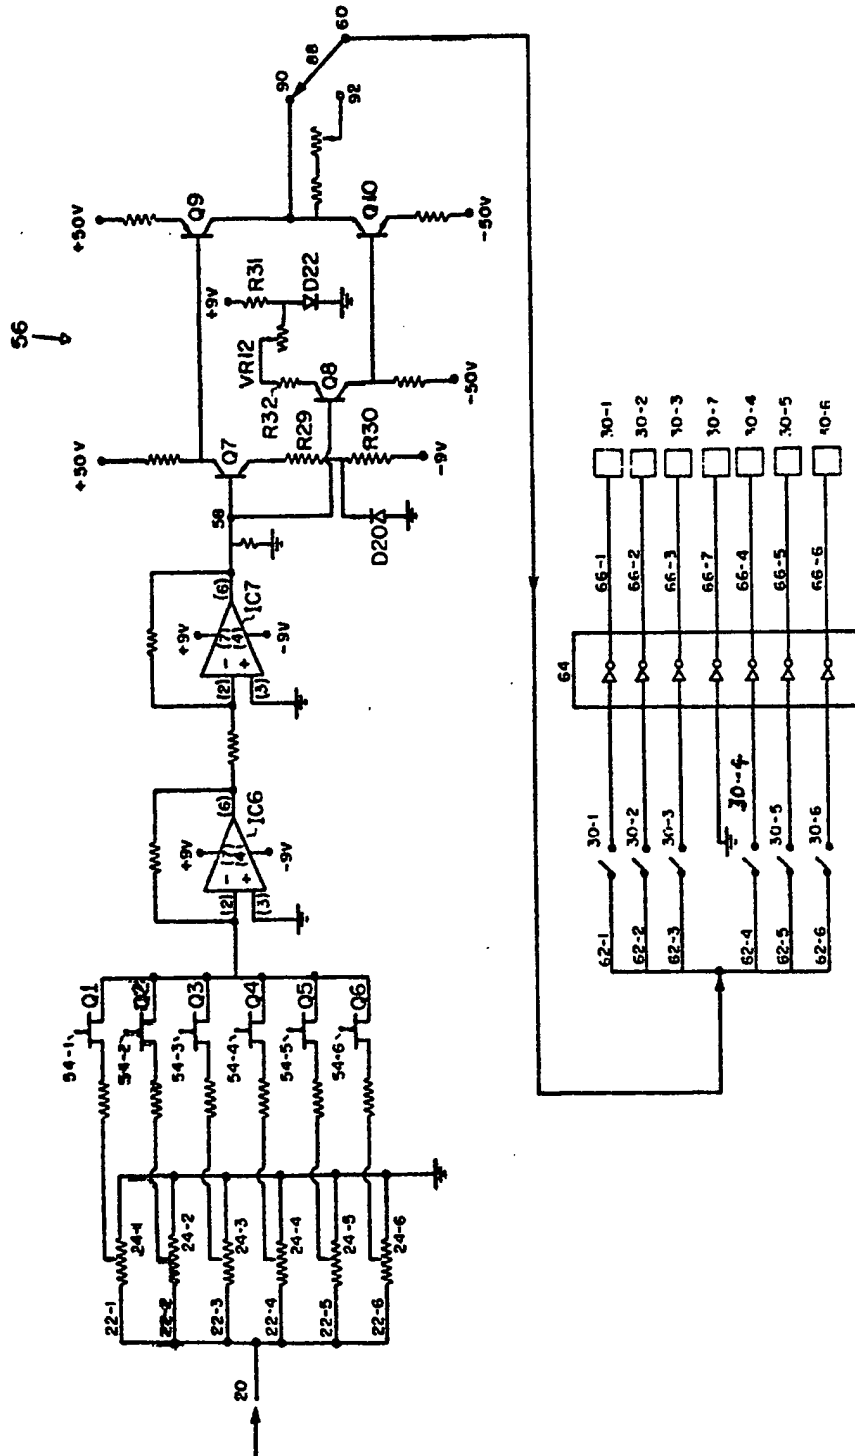 56
20
22-1
22-2
22-3
22-4
22-5
22-6
24-1
24-2
24-3
24-4
24-5
24-6
54-1
54-2
54-3
54-4
54-5
54-6
Q1
Q2
Q3
Q4
Q5
Q6
(2)
(3)
-
+
+9V
(7)
(4)
-9V
(6)
IC6
(2)
(3)
-
+
+9V
(7)
(4)
-9V
(6)
IC7
58
+50V
Q7
R29
R30
-9V
D20
VR12
R32
Q8
-50V
+9V
R31
D22
+50V
Q9
Q10
-50V
90
92
88
60
62-1
62-2
62-3
62-4
62-5
62-6
30-1
30-2
30-3
30-4
30-5
30-6
64
66-1
66-2
66-3
66-7
66-4
66-5
66-6
30-1
30-2
30-3
30-7
30-4
30-5
30-6